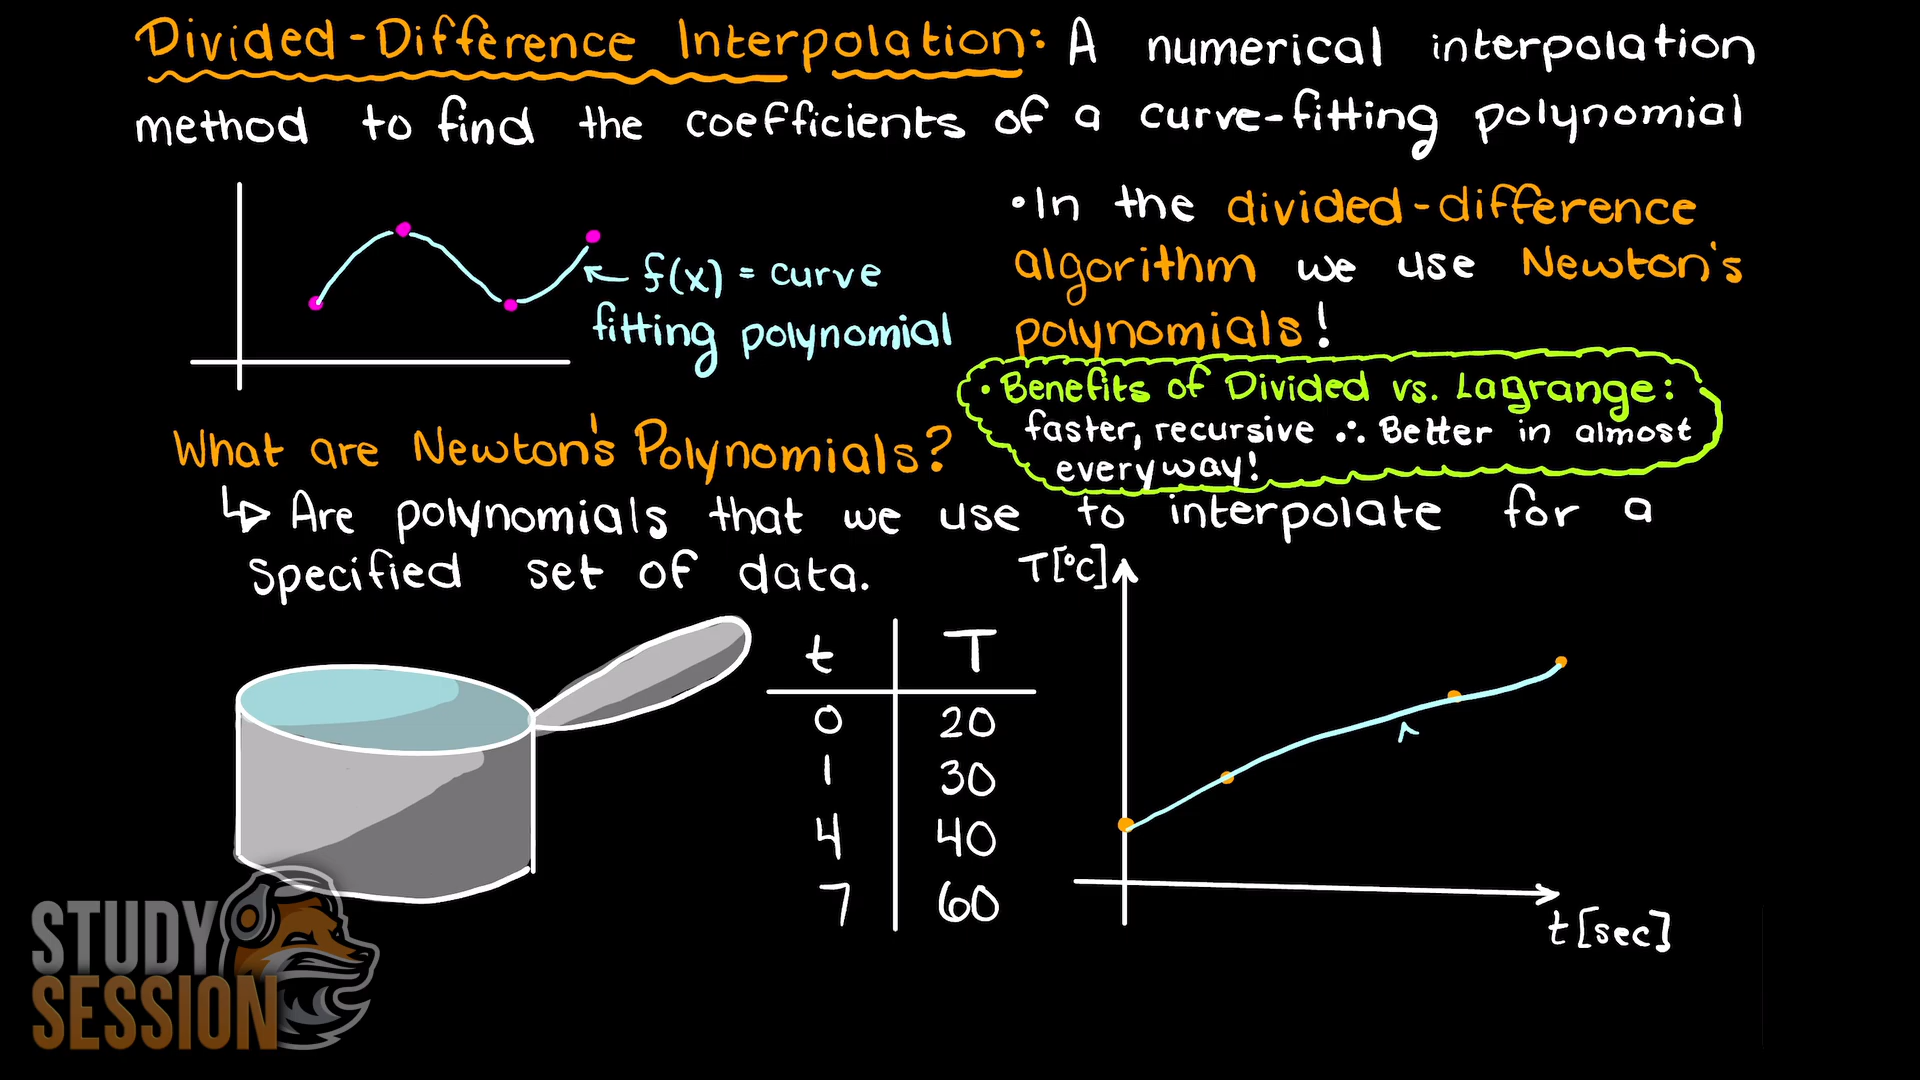 Divided-Difference Interpolation: A numerical interpolation
method to find the coefficients of a curve-fitting polynomial
f(x) = curve
fitting polynomial
•In the divided-difference
algorithm we use Newton's
polynomials!
•Benefits of Divided vs. Lagrange:
faster, recursive ∴ Better in almost
every way!
What are Newton's Polynomials?
↳ Are polynomials that we use to interpolate for a
specified set of data.
t T
0 20
1 30
4 40
7 60
T[°C]
t[sec]
STUDY
SESSION